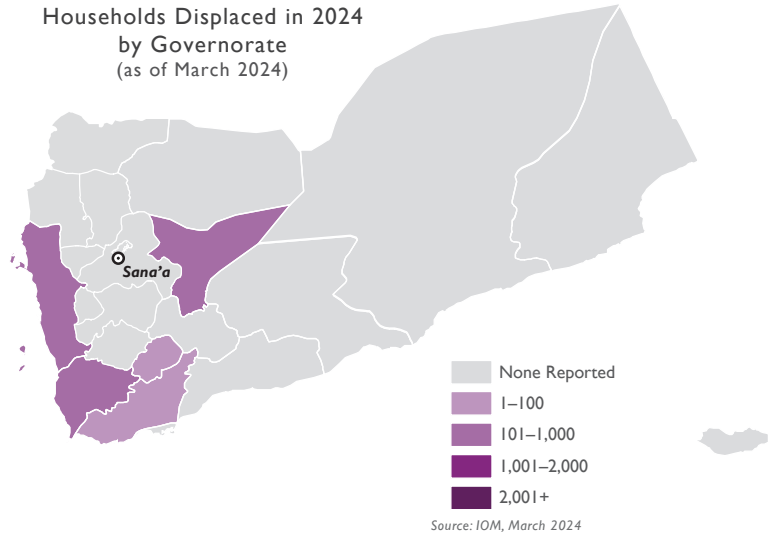 Households Displaced in 2024
by Governorate
(as of March 2024)
Sana’a
None Reported
1–100
101–1,000
1,001–2,000
2,001+
Source: IOM, March 2024